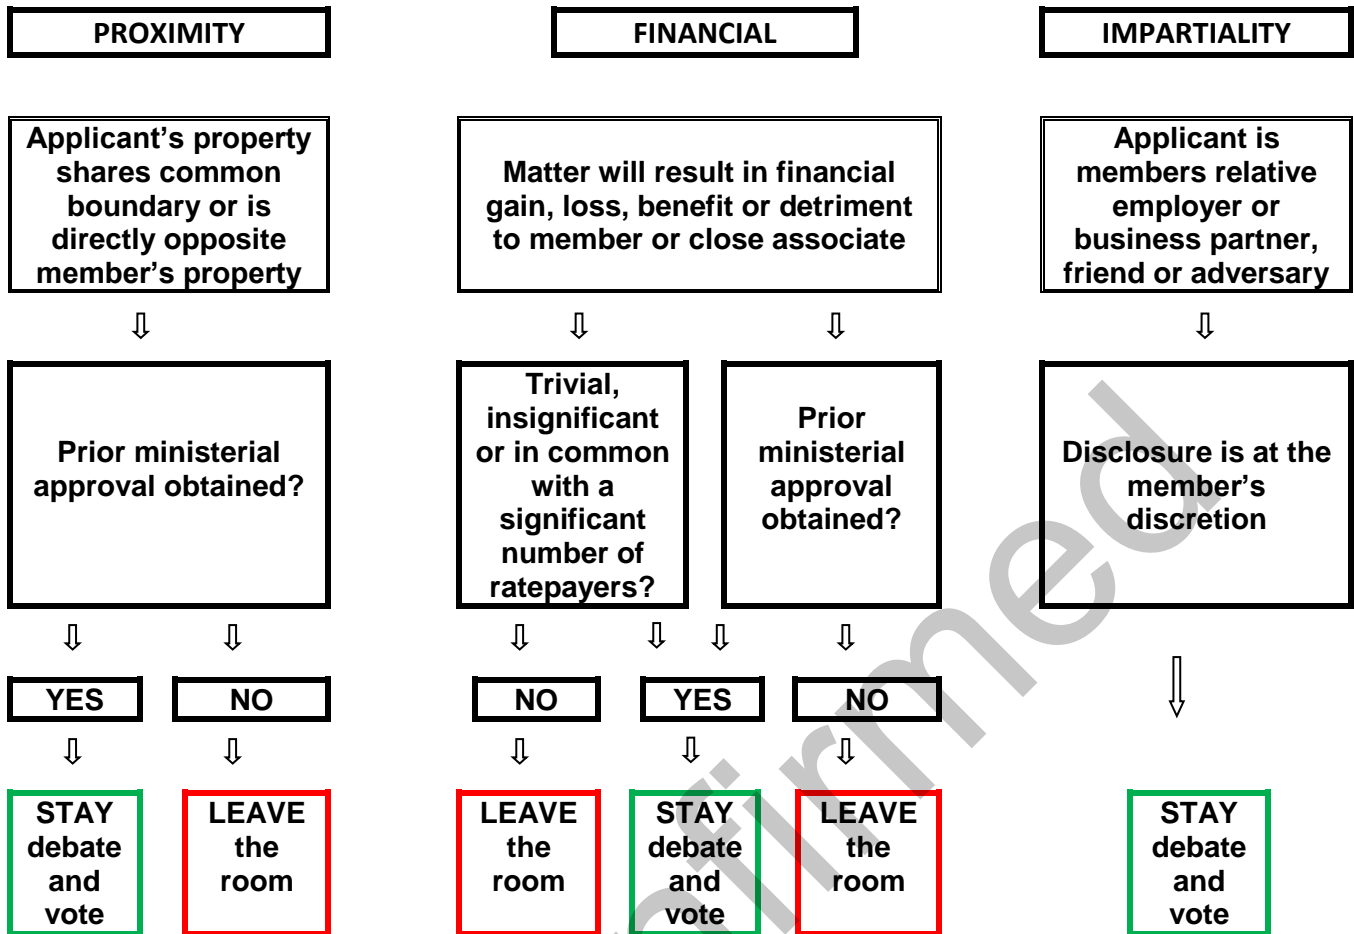 PROXIMITY
FINANCIAL
IMPARTIALITY
Applicant’s property
shares common
boundary or is
directly opposite
member’s property
Matter will result in financial
gain, loss, benefit or detriment
to member or close associate
Applicant is
members relative
employer or
business partner,
friend or adversary
Prior ministerial
approval obtained?
Trivial,
insignificant
or in common
with a
significant
number of
ratepayers?
Prior
ministerial
approval
obtained?
Disclosure is at the
member’s
discretion
YES
NO
NO
YES
NO
STAY
debate
and
vote
LEAVE
the
room
LEAVE
the
room
STAY
debate
and
vote
LEAVE
the
room
STAY
debate
and
vote